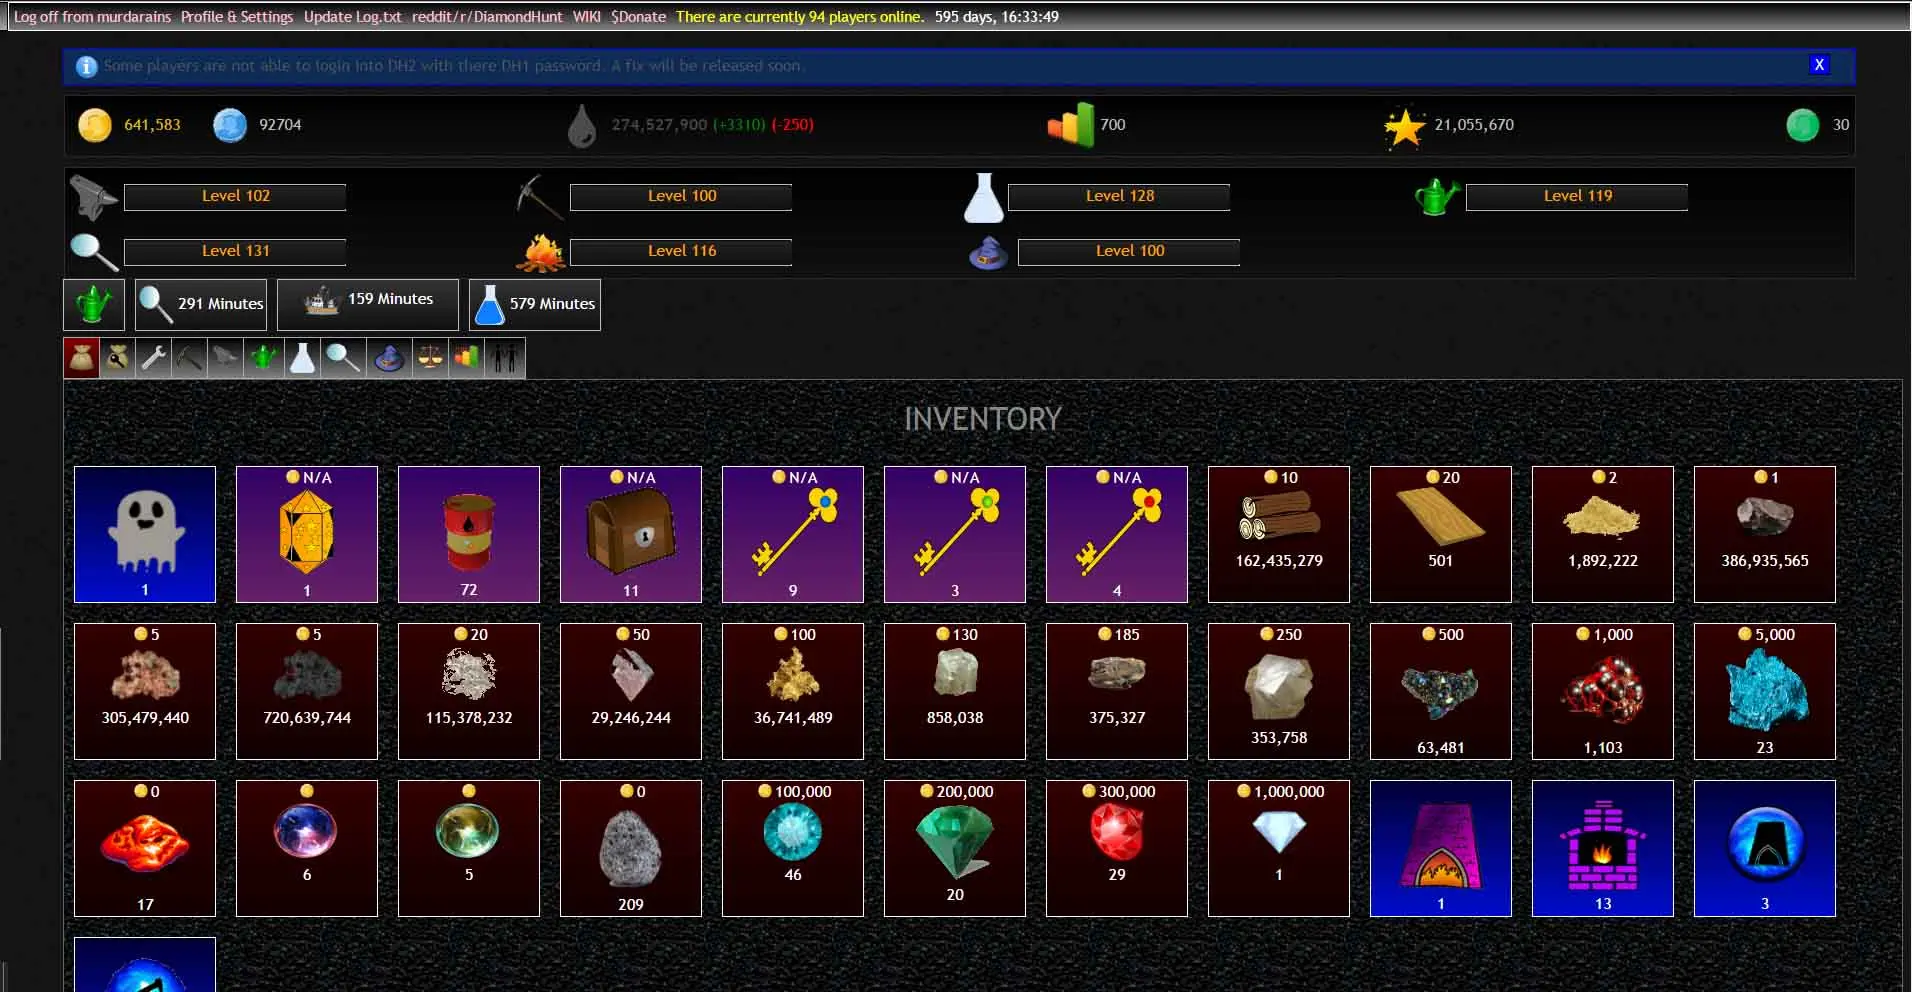 Log off from murdarains Profile & Settings Update Log.txt reddit/r/DiamondHunt WIKI $Donate There are currently 94 players online. 595 days, 16:33:49
Some players are not able to login into DH2 with there DH1 password. A fix will be released soon.
X
641,583 92704 274,527,900 (+3310) (-250) 700 21,055,670 30
Level 102 Level 100 Level 128 Level 119
Level 131 Level 116 Level 100
291 Minutes 159 Minutes 579 Minutes
INVENTORY
N/A N/A N/A N/A N/A 10 20 2 1
162,435,279 501 1,892,222 386,935,565
1 1 72 11 9 3 4
5 5 20 50 100 130 185 250 500 1,000 5,000
305,479,440 720,639,744 115,378,232 29,246,244 36,741,489 858,038 375,327 353,758 63,481 1,103 23
0 0 100,000 200,000 300,000 1,000,000
17 6 5 209 46 20 29 1 1 13 3